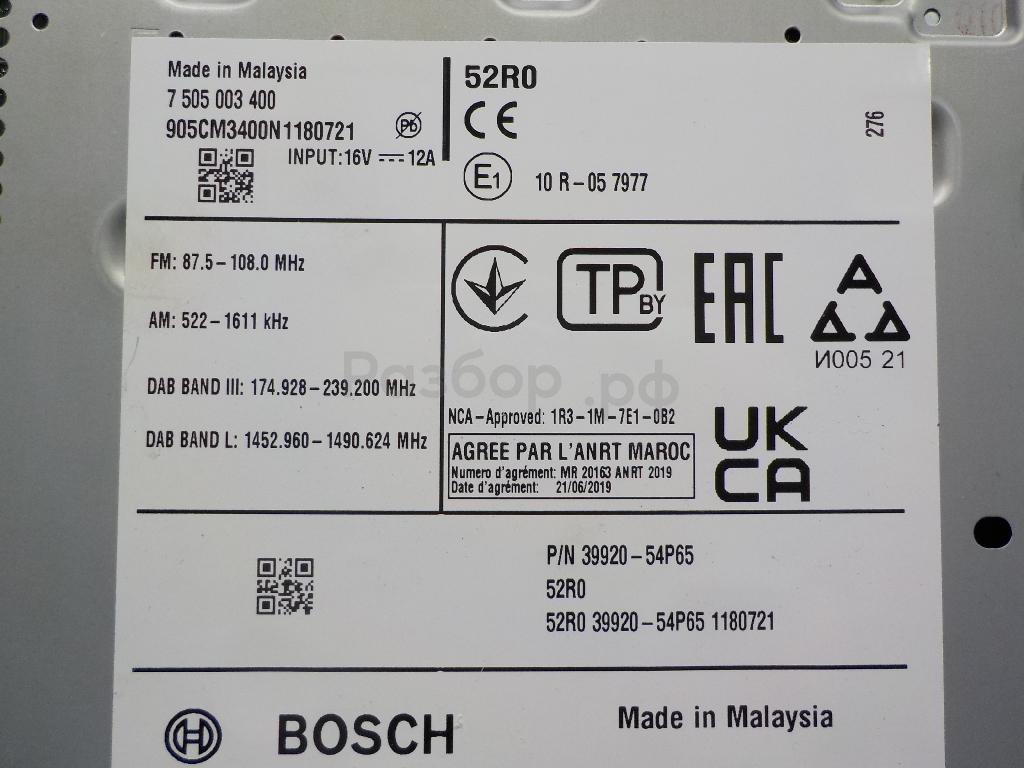 Made in Malaysia
7 505 003 400
905CM3400N1180721
Pb
INPUT:16V ⎓ 12A
52R0
CE
E1
10 R-05 7977
276
FM: 87.5-108.0 MHz
AM: 522-1611 kHz
DAB BAND III: 174.928-239.200 MHz
DAB BAND L: 1452.960-1490.624 MHz
TP BY
EAC
И005 21
Разбор.рф
NCA-Approved: 1R3-1M-7E1-0B2
AGREE PAR L'ANRT MAROC
Numero d'agrément: MR 20163 ANRT 2019
Date d'agrément: 21/06/2019
UK
CA
P/N 39920-54P65
52R0
52R0 39920-54P65 1180721
BOSCH
Made in Malaysia